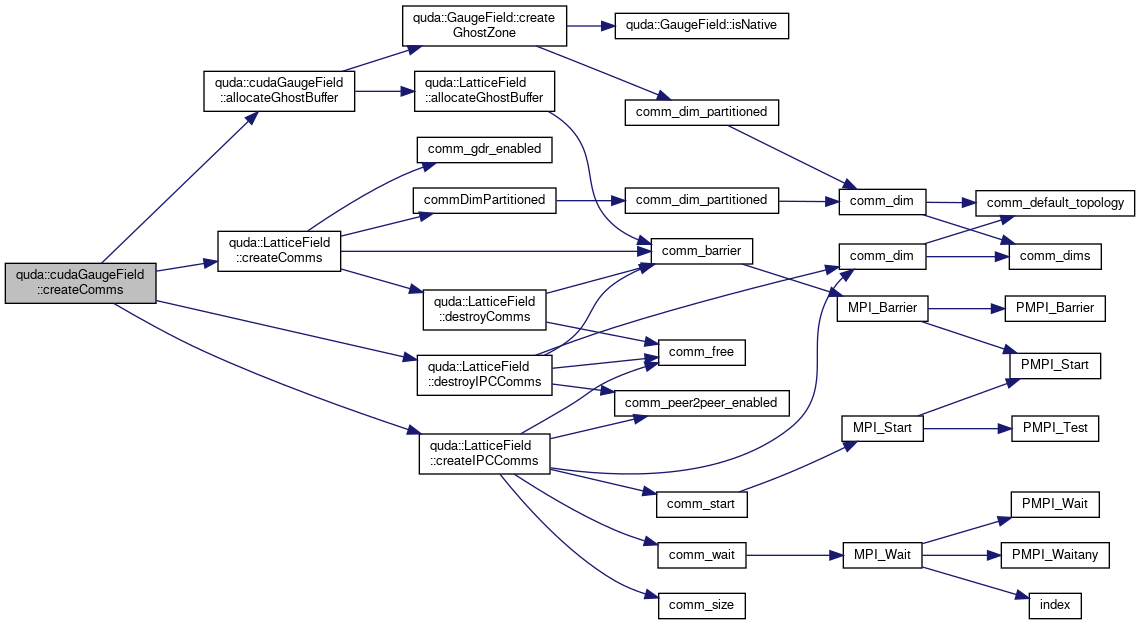 quda::cudaGaugeField
::createComms
quda::cudaGaugeField
::allocateGhostBuffer
quda::LatticeField
::createComms
quda::LatticeField
::destroyIPCComms
quda::LatticeField
::createIPCComms
quda::GaugeField::create
GhostZone
quda::LatticeField
::allocateGhostBuffer
comm_gdr_enabled
commDimPartitioned
quda::LatticeField
::destroyComms
quda::GaugeField::isNative
comm_dim_partitioned
comm_dim_partitioned
comm_barrier
comm_free
comm_peer2peer_enabled
comm_start
comm_wait
comm_size
comm_dim
comm_dim
MPI_Barrier
MPI_Start
MPI_Wait
comm_default_topology
comm_dims
PMPI_Barrier
PMPI_Start
PMPI_Test
PMPI_Wait
PMPI_Waitany
index